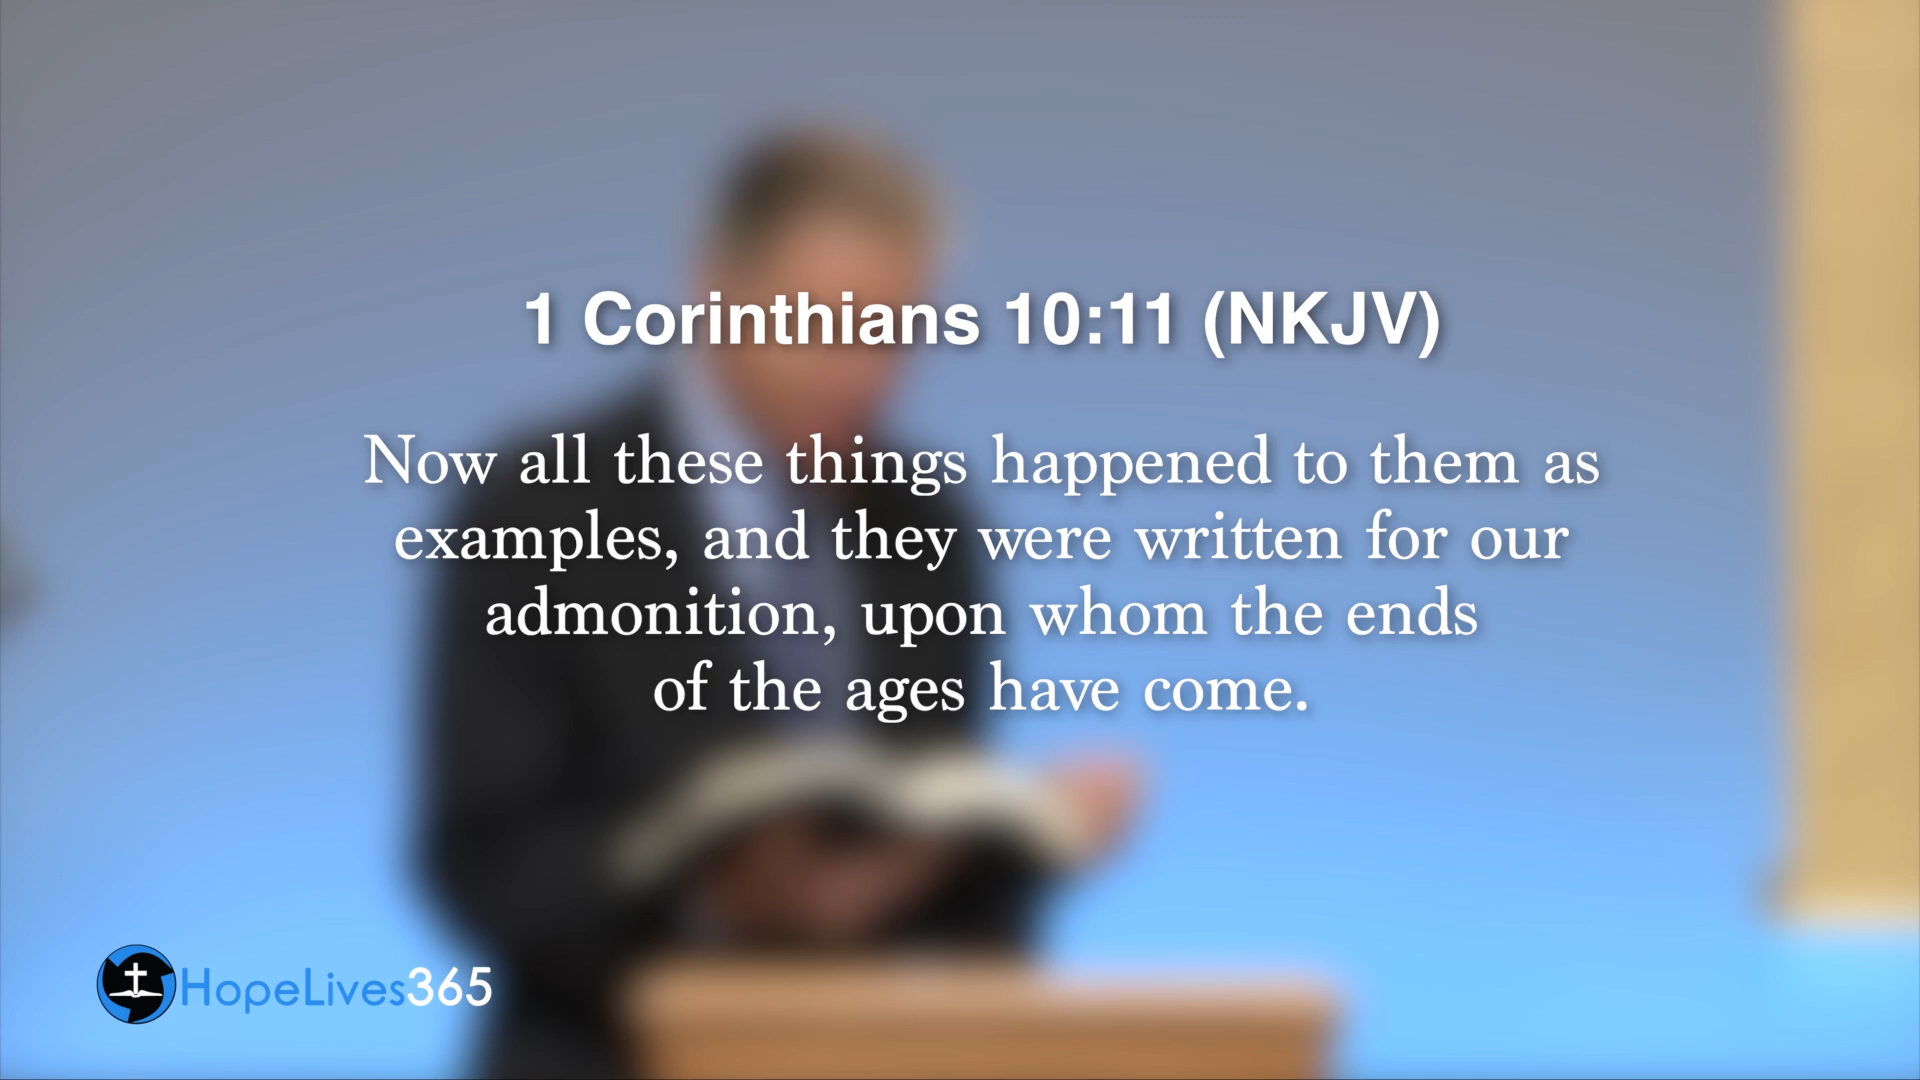 1 Corinthians 10:11 (NKJV)
Now all these things happened to them as
examples, and they were written for our
admonition, upon whom the ends
of the ages have come.
HopeLives365